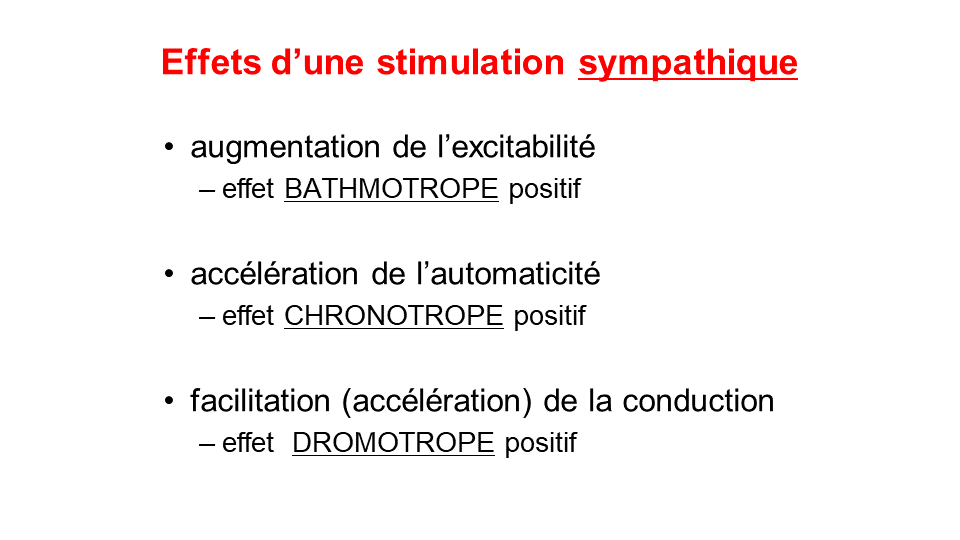 Effets d’une stimulation sympathique
• augmentation de l’excitabilité
– effet BATHMOTROPE positif
• accélération de l’automaticité
– effet CHRONOTROPE positif
• facilitation (accélération) de la conduction
– effet  DROMOTROPE positif